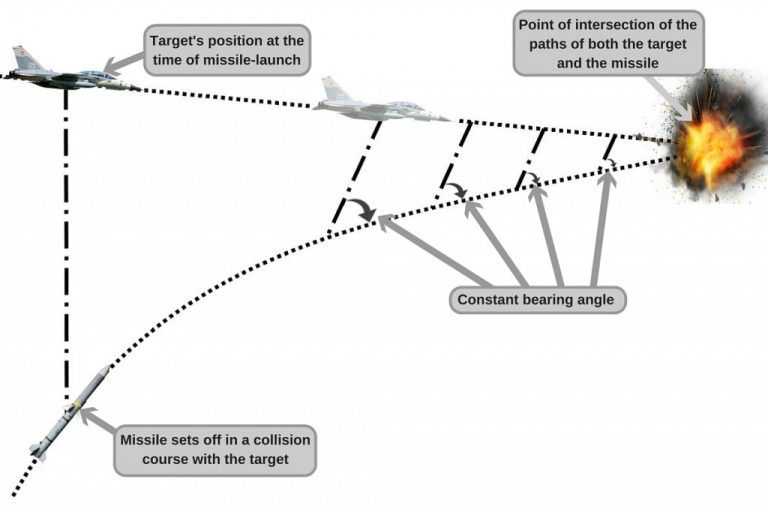 Target's position at the
time of missile-launch
Point of intersection of the
paths of both the target
and the missile
Constant bearing angle
Missile sets off in a collision
course with the target